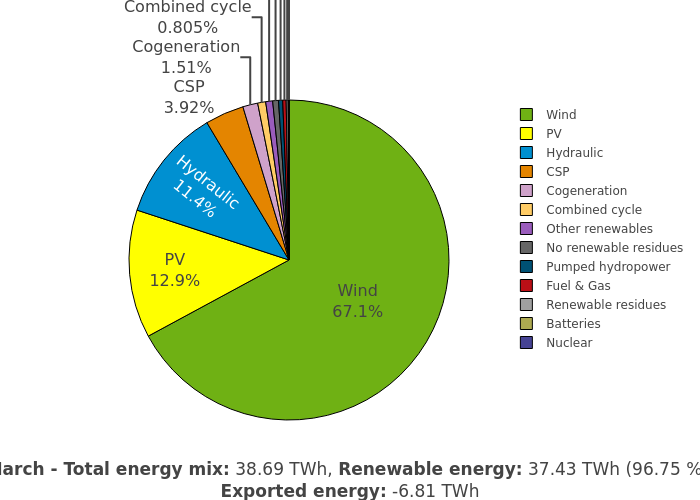 Combined cycle
0.805%
Cogeneration
1.51%
CSP
3.92%
Hydraulic
11.4%
PV
12.9%
Wind
67.1%
Wind
PV
Hydraulic
CSP
Cogeneration
Combined cycle
Other renewables
No renewable residues
Pumped hydropower
Fuel & Gas
Renewable residues
Batteries
Nuclear
March - Total energy mix: 38.69 TWh, Renewable energy: 37.43 TWh (96.75 %
Exported energy: -6.81 TWh